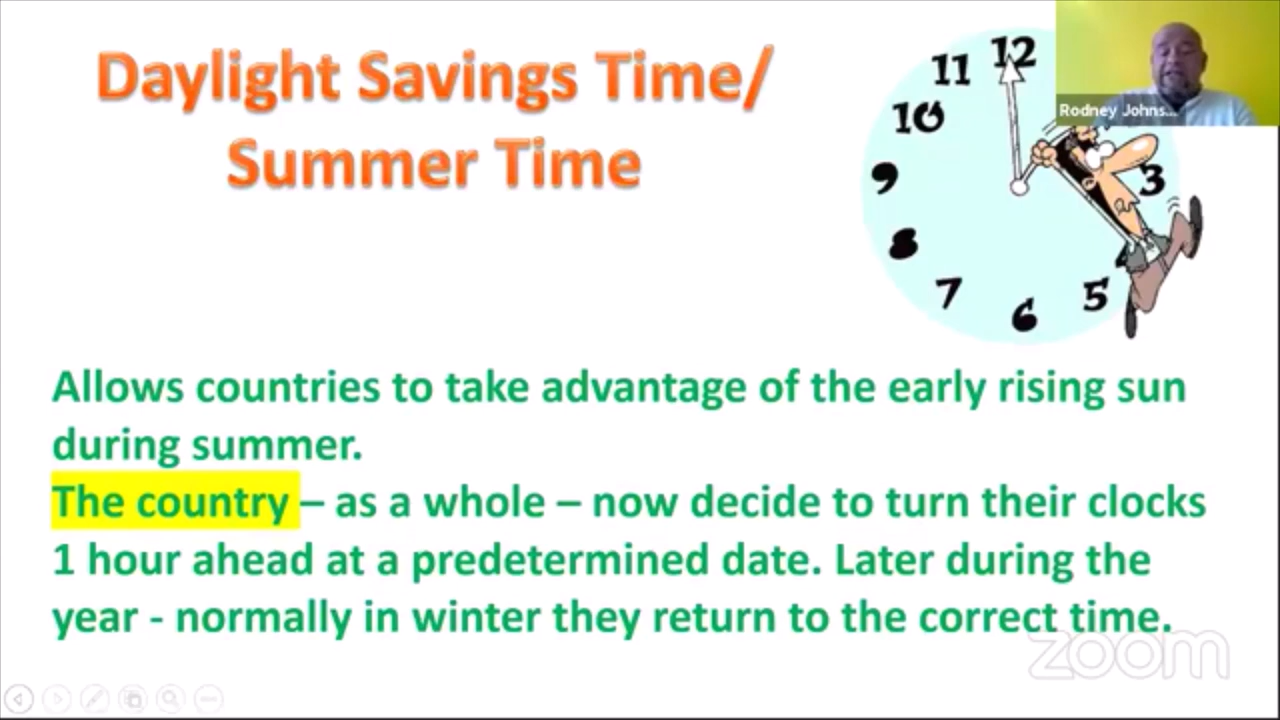 Daylight Savings Time/
Summer Time
12
11
10
9
8
7
6
5
3
Rodney Johns...
Allows countries to take advantage of the early rising sun
during summer.
The country – as a whole – now decide to turn their clocks
1 hour ahead at a predetermined date. Later during the
year - normally in winter they return to the correct time.
zoom